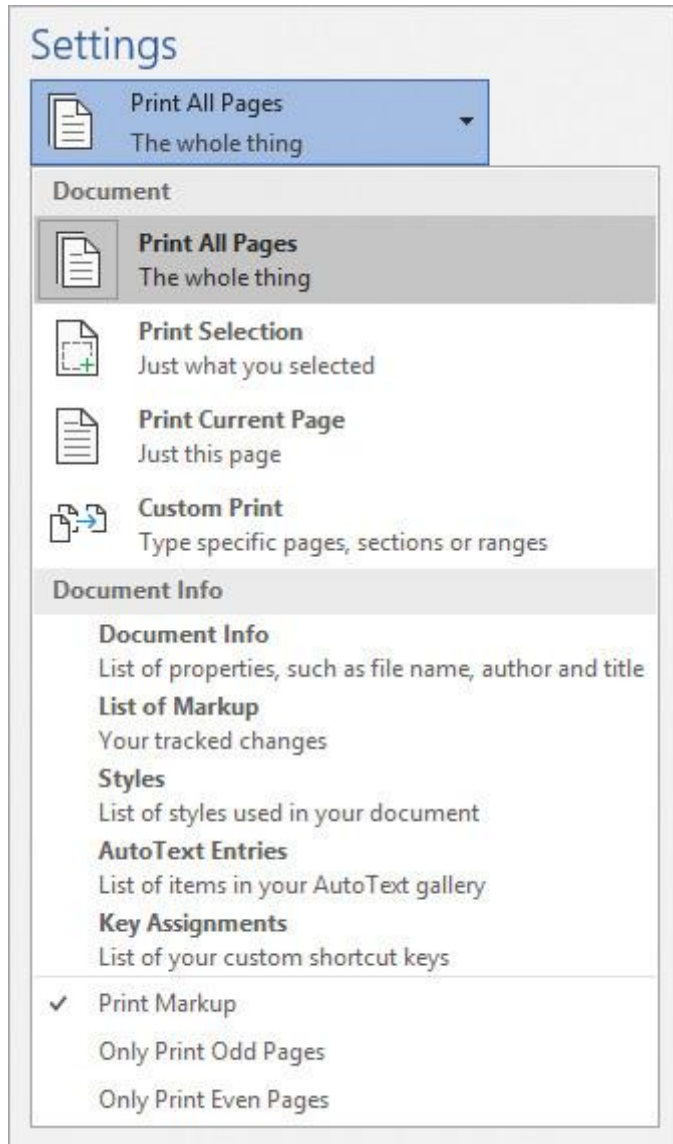 Settings
Print All Pages
The whole thing
Document
Print All Pages
The whole thing
Print Selection
Just what you selected
Print Current Page
Just this page
Custom Print
Type specific pages, sections or ranges
Document Info
Document Info
List of properties, such as file name, author and title
List of Markup
Your tracked changes
Styles
List of styles used in your document
AutoText Entries
List of items in your AutoText gallery
Key Assignments
List of your custom shortcut keys
Print Markup
Only Print Odd Pages
Only Print Even Pages